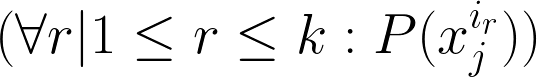 (∀r|1 ≤ r ≤ k : P(x_j^{i_r}))